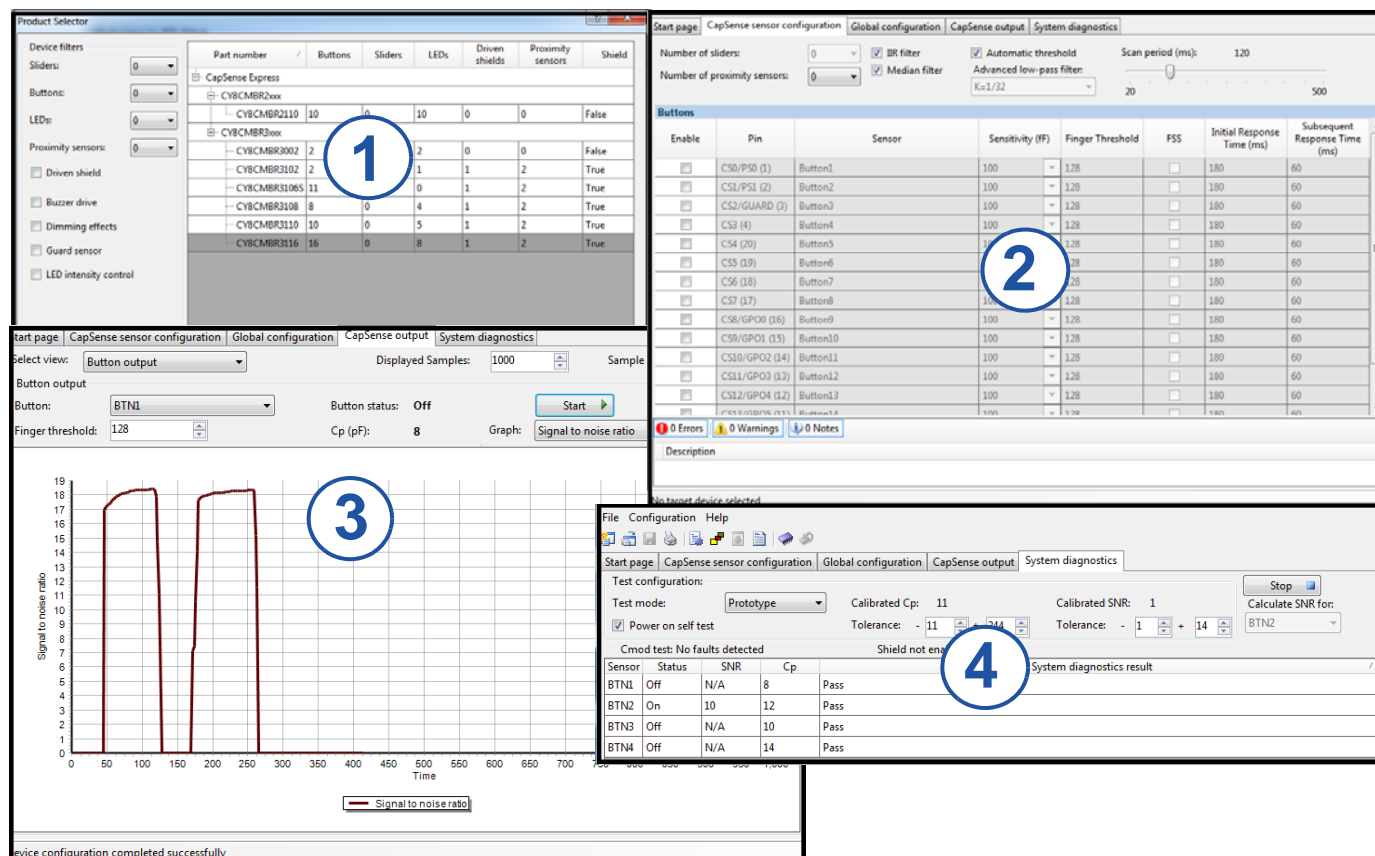 Product Selector
Device filters
Sliders: 0
Buttons: 0
LEDs: 0
Proximity sensors: 0
Driven shield
Buzzer drive
Dimming effects
Guard sensor
LED intensity control
Part number / Buttons Sliders LEDs Driven shields Proximity sensors Shield
CapSense Express
CY8CMBR2xxx
CY8CMBR2110 10 0 10 0 0 False
CY8CMBR3xxx
CY8CMBR3002 2 2 0 0 False
CY8CMBR3102 2 1 1 2 True
CY8CMBR3106S 11 0 1 2 True
CY8CMBR3108 8 0 4 1 2 True
CY8CMBR3110 10 0 5 1 2 True
CY8CMBR3116 16 0 8 1 2 True
1
Start page CapSense sensor configuration Global configuration CapSense output System diagnostics
Number of sliders: 0 IIR filter Automatic threshold Scan period (ms): 120
Number of proximity sensors: 0 Median filter Advanced low-pass filter:
K=1/32 20 500
Buttons
Enable Pin Sensor Sensitivity (fF) Finger Threshold FSS Initial Response Time (ms) Subsequent Response Time (ms)
CS0/PS0 (1) Button1 100 128 180 60
CS1/PS1 (2) Button2 100 128 180 60
CS2/GUARD (3) Button3 100 128 180 60
CS3 (4) Button4 100 128 180 60
CS4 (20) Button5 128 180 60
CS5 (19) Button6 128 180 60
CS6 (18) Button7 128 180 60
CS7 (17) Button8 100 128 180 60
CS8/GPO0 (16) Button9 100 128 180 60
CS9/GPO1 (15) Button10 100 128 180 60
CS10/GPO2 (14) Button11 100 128 180 60
CS11/GPO3 (13) Button12 100 128 180 60
CS12/GPO4 (12) Button13 100 128 180 60
CS13/GPO5 (11) Button14 100 128 180 60
2
0 Errors 0 Warnings 0 Notes
Description
No target device selected
tart page CapSense sensor configuration Global configuration CapSense output System diagnostics
Select view: Button output Displayed Samples: 1000 Sample
Button output
Button: BTN1 Button status: Off Start
Finger threshold: 128 Cp (pF): 8 Graph: Signal to noise ratio
3
Signal to noise ratio
19
18
17
16
15
14
13
12
11
10
9
8
7
6
5
4
3
2
1
0
0 50 100 150 200 250 300 350 400 450 500 550 600 650 700
Time
Signal to noise ratio
evice configuration completed successfully
File Configuration Help
Start page CapSense sensor configuration Global configuration CapSense output System diagnostics
Test configuration: Stop
Test mode: Prototype Calibrated Cp: 11 Calibrated SNR: 1 Calculate SNR for:
Power on self test Tolerance: - 11 + 244 Tolerance: - 1 + 14 BTN2
Cmod test: No faults detected Shield not
4
Sensor Status SNR Cp System diagnostics result /
BTN1 Off N/A 8 Pass
BTN2 On 10 12 Pass
BTN3 Off N/A 10 Pass
BTN4 Off N/A 14 Pass